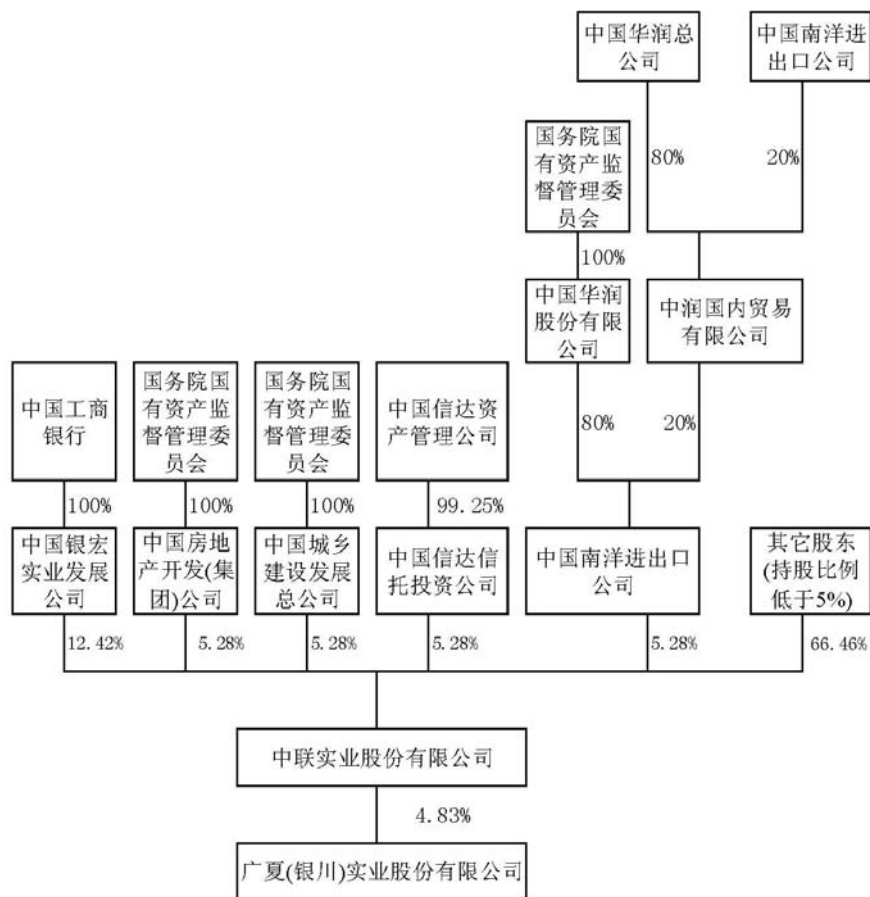 中国华润总
公司
中国南洋进
出口公司
国务院国
有资产监
督管理委
员会
80%
20%
100%
中国华润
股份有限
公司
中润国内贸易
有限公司
中国工商
银行
国务院国
有资产监
督管理委
员会
国务院国
有资产监
督管理委
员会
中国信达资
产管理公司
80%
20%
100%
100%
100%
99.25%
中国银宏
实业发展
公司
中国房地
产开发(集
团)公司
中国城乡
建设发展
总公司
中国信达信
托投资公司
中国南洋进出口
公司
其它股东
(持股比例
低于5%)
12.42%
5.28%
5.28%
5.28%
5.28%
66.46%
中联实业股份有限公司
4.83%
广夏(银川)实业股份有限公司